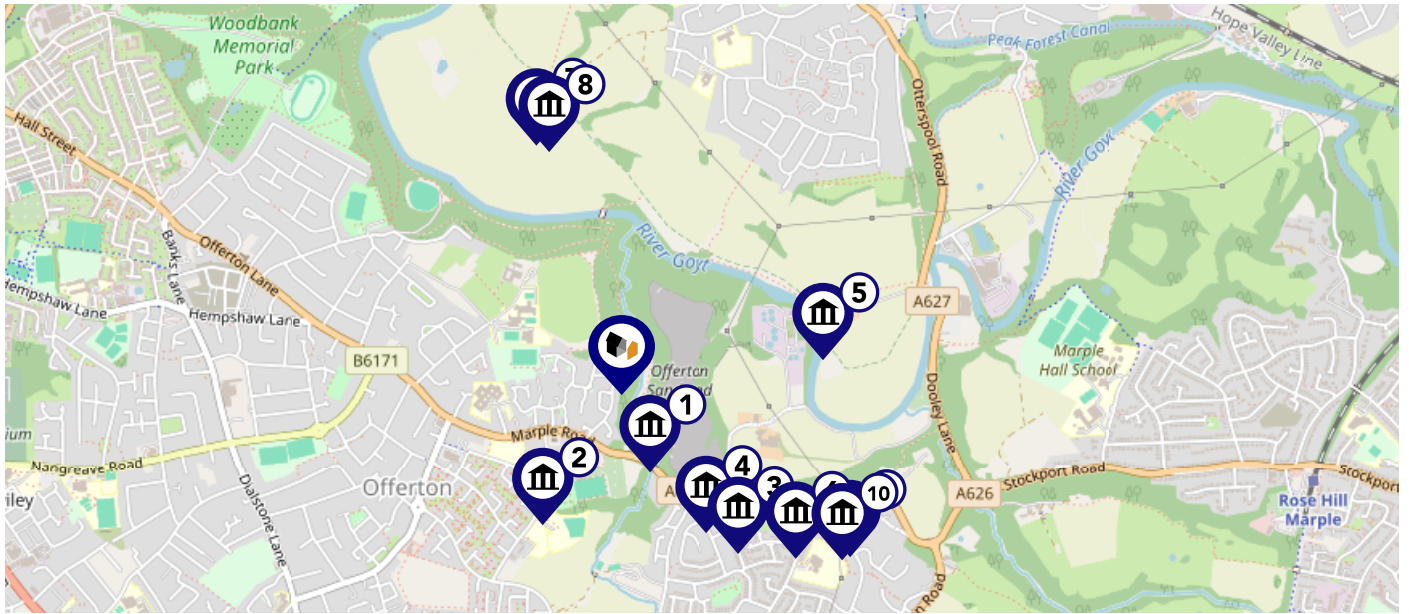 Woodbank
Memorial
Park
Peak Forest Canal
Hope Valley Line
Hall Street
8
Otterspool Road
River Goyt
Banks Lane
Offerton Lane
River Goyt
Hempshaw Lane
Hempshaw Lane
5
A627
B6171
Marple
Hall School
Offerton
1
Dooley Lane
Marple Road
2
4
Nangreave Road
Dialstone Lane
Offerton
3
10
A626
Stockport Road
Stockport
Rose Hill
Marple
Road